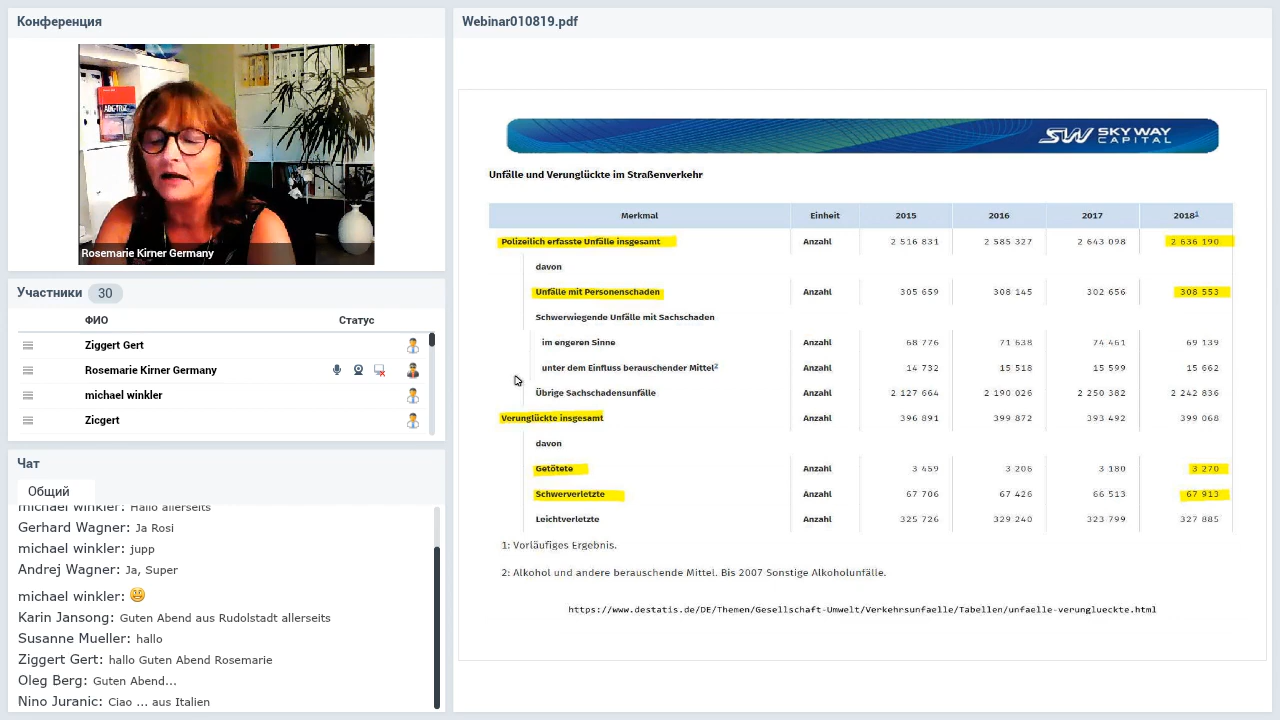 Конференция
Rosemarie Kirner Germany
Участники 30
ФИО Статус
Ziggert Gert
Rosemarie Kirner Germany
michael winkler
Zicgert
Чат
Общий
michael winkler: Hallo allerseits
Gerhard Wagner: Ja Rosi
michael winkler: jupp
Andrej Wagner: Ja, Super
michael winkler:
Karin Jansong: Guten Abend aus Rudolstadt allerseits
Susanne Mueller: hallo
Ziggert Gert: hallo Guten Abend Rosemarie
Oleg Berg: Guten Abend...
Nino Juranic: Ciao ... aus Italien
Webinar010819.pdf
SW SKY WAY CAPITAL
Unfälle und Verunglückte im Straßenverkehr
Merkmal Einheit 2015 2016 2017 2018¹
Polizeilich erfasste Unfälle insgesamt Anzahl 2 516 831 2 585 327 2 643 098 2 636 190
davon
Unfälle mit Personenschaden Anzahl 305 659 308 145 302 656 308 553
Schwerwiegende Unfälle mit Sachschaden
im engeren Sinne Anzahl 68 776 71 638 74 461 69 139
unter dem Einfluss berauschender Mittel² Anzahl 14 732 15 518 15 599 15 662
Übrige Sachschadensunfälle Anzahl 2 127 664 2 190 026 2 250 382 2 242 836
Verunglückte insgesamt Anzahl 396 891 399 872 393 492 399 068
davon
Getötete Anzahl 3 459 3 206 3 180 3 270
Schwerverletzte Anzahl 67 706 67 426 66 513 67 913
Leichtverletzte Anzahl 325 726 329 240 323 799 327 885
1: Vorläufiges Ergebnis.
2: Alkohol und andere berauschende Mittel. Bis 2007 Sonstige Alkoholunfälle.
https://www.destatis.de/DE/Themen/Gesellschaft-Umwelt/Verkehrsunfaelle/Tabellen/unfaelle-verunglueckte.html